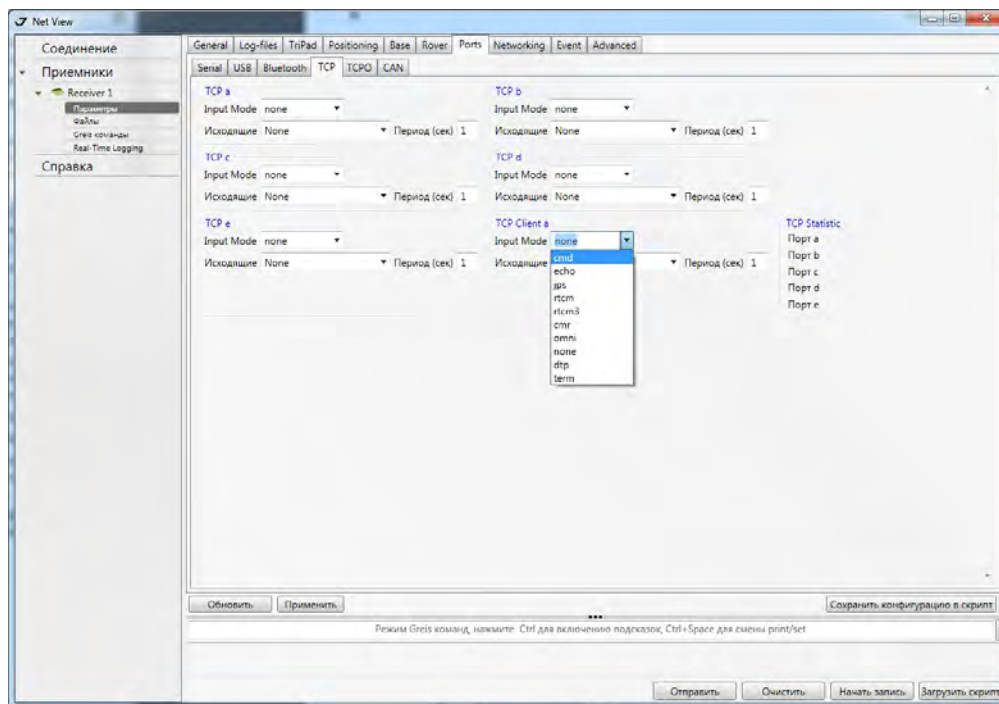 Net View
Соединение
Приемники
Receiver 1
Параметры
Файлы
Greis команды
Real-Time Logging
Справка
General Log-files TriPad Positioning Base Rover Ports Networking Event Advanced
Serial USB Bluetooth TCP TCPO CAN
TCP a
Input Mode none
Исходящие None Период (сек) 1
TCP b
Input Mode none
Исходящие None Период (сек) 1
TCP c
Input Mode none
Исходящие None Период (сек) 1
TCP d
Input Mode none
Исходящие None Период (сек) 1
TCP e
Input Mode none
Исходящие None Период (сек) 1
TCP Client a
Input Mode none
Исходящие Период (сек) 1
cmd
echo
jps
rtcm
rtcm3
cmr
omni
none
dtp
term
TCP Statistic
Порт a
Порт b
Порт c
Порт d
Порт e
Обновить Применить Сохранить конфигурацию в скрипт
Режим Greis команд, нажмите Ctrl для включению подсказок, Ctrl+Space для смены print/set
Отправить Очистить Начать запись Загрузить скрипт